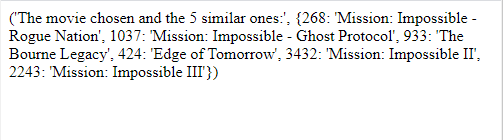 ('The movie chosen and the 5 similar ones:', {268: 'Mission: Impossible -
Rogue Nation', 1037: 'Mission: Impossible - Ghost Protocol', 933: 'The
Bourne Legacy', 424: 'Edge of Tomorrow', 3432: 'Mission: Impossible II',
2243: 'Mission: Impossible III'})